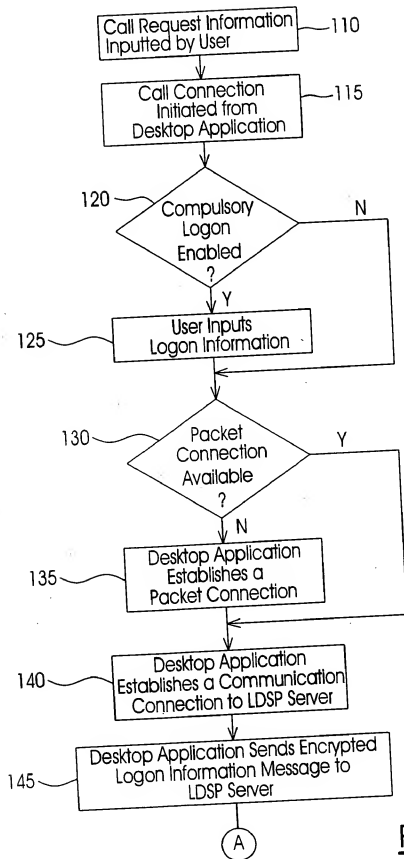 Call Request Information
Inputted by User
110
Call Connection
Initiated from
Desktop Application
115
120
Compulsory
Logon
Enabled
?
N
Y
125
User Inputs
Logon Information
130
Packet
Connection
Available
?
Y
N
135
Desktop Application
Establishes a
Packet Connection
140
Desktop Application
Establishes a Communication
Connection to LDSP Server
145
Desktop Application Sends Encrypted
Logon Information Message to
LDSP Server
A